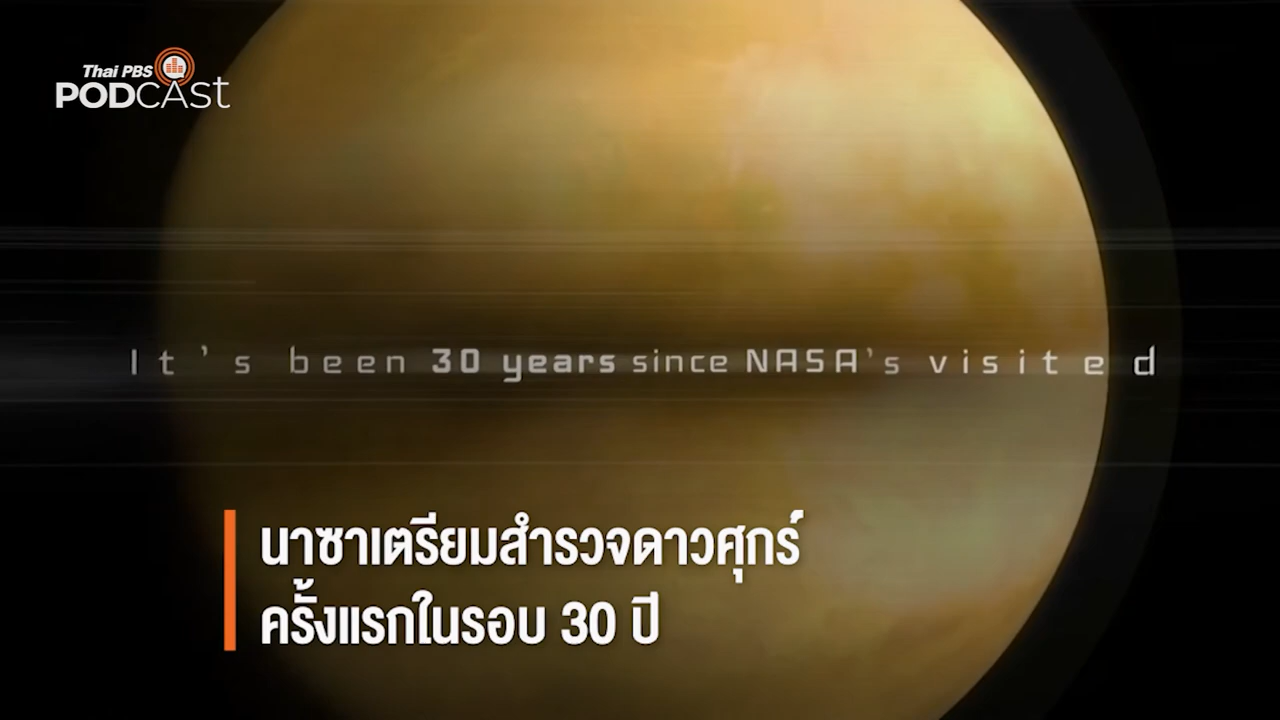 Thai PBS
PODCAst
It's been 30 years since NASA's visited
นาซาเตรียมสำรวจดาวศุกร์
ครั้งแรกในรอบ 30 ปี